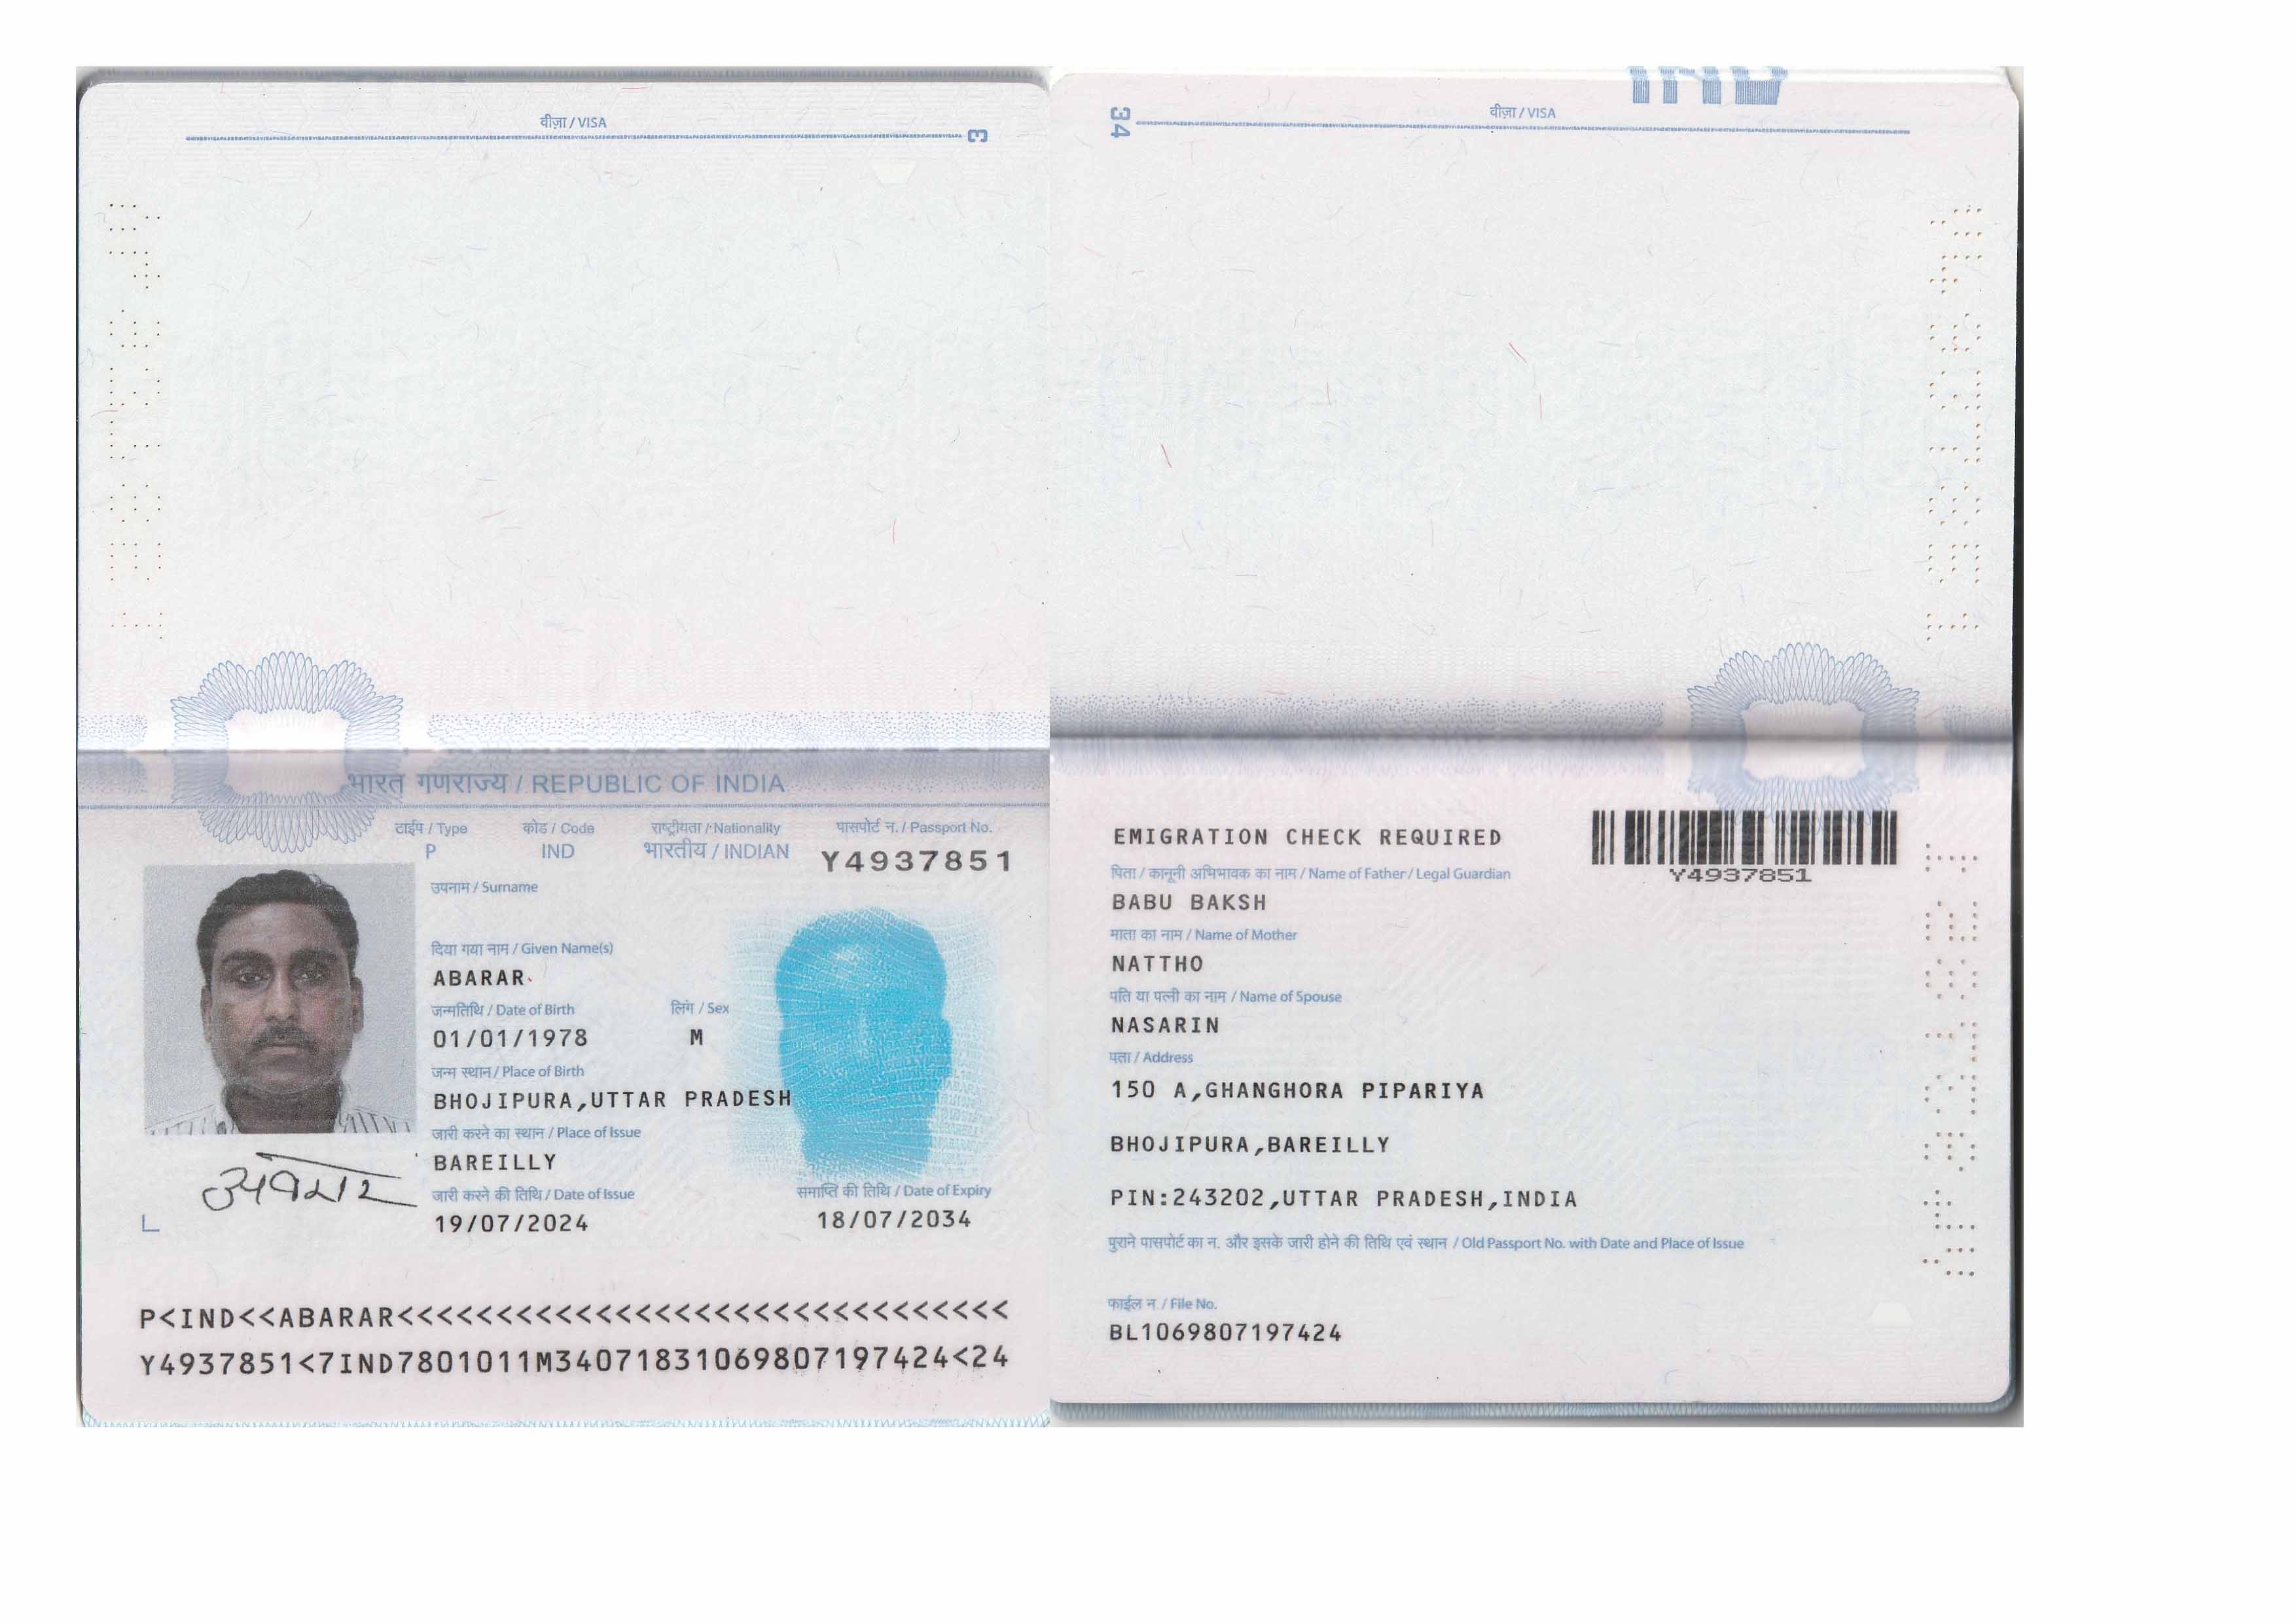 वीज़ा / VISA
3
भारत गणराज्य / REPUBLIC OF INDIA
टाईप / Type
कोड / Code
राष्ट्रीयता / Nationality
पासपोर्ट न. / Passport No.
P
IND
भारतीय / INDIAN
Y4937851
उपनाम / Surname
दिया गया नाम / Given Name(s)
ABARAR
जन्मतिथि / Date of Birth
लिंग / Sex
01/01/1978
M
जन्म स्थान / Place of Birth
BHOJIPURA,UTTAR PRADESH
जारी करने का स्थान / Place of Issue
BAREILLY
अबरार
जारी करने की तिथि / Date of Issue
समाप्ति की तिथि / Date of Expiry
19/07/2024
18/07/2034
P<IND<<ABARAR<<<<<<<<<<<<<<<<<<<<<<<<<<<<<<<
Y4937851<7IND7801011M3407183106980719742​4<24
34
वीज़ा / VISA
EMIGRATION CHECK REQUIRED
Y4937851
पिता / कानूनी अभिभावक का नाम / Name of Father / Legal Guardian
BABU BAKSH
माता का नाम / Name of Mother
NATTHO
पति या पत्नी का नाम / Name of Spouse
NASARIN
पता / Address
150 A,GHANGHORA PIPARIYA
BHOJIPURA,BAREILLY
PIN:243202,UTTAR PRADESH,INDIA
पुराने पासपोर्ट का न. और इसके जारी होने की तिथि एवं स्थान / Old Passport No. with Date and Place of Issue
फाईल न. / File No.
BL1069807197424